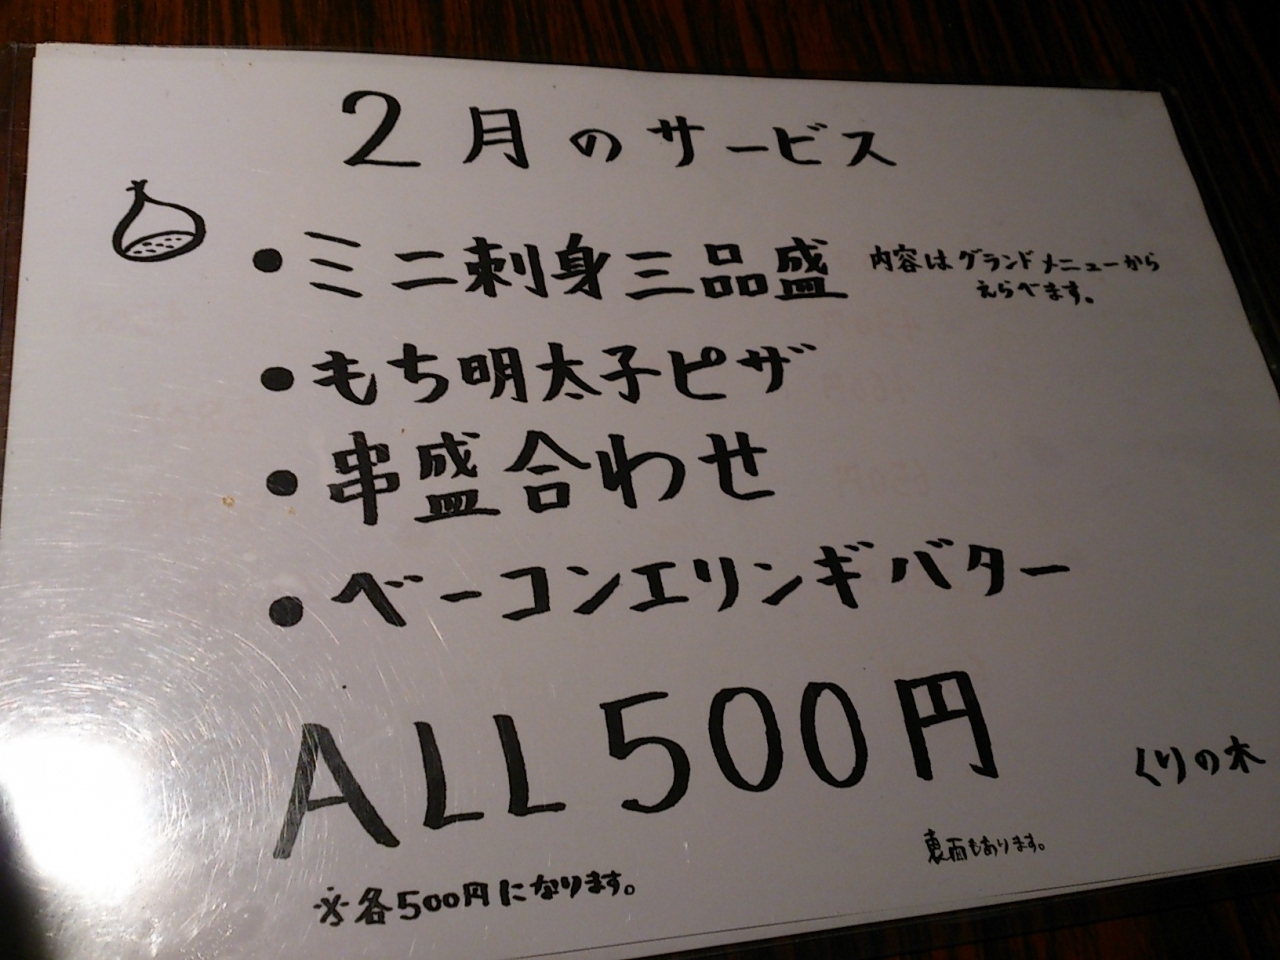 2月のサービス
・ミニ刺身三品盛 内容はグランドメニューから
えらべます。
・もち明太子ピザ
・串盛合わせ
・ベーコンエリンギバター
ALL 500円
くりの木
裏面もあります。
※各500円になります。